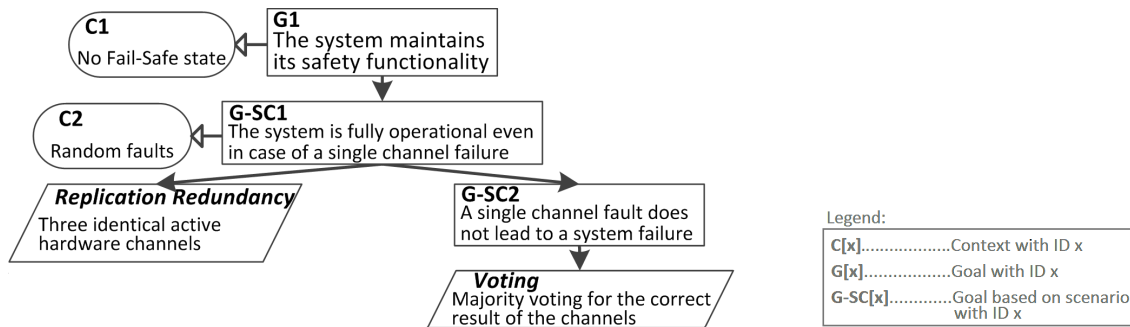 C1
No Fail-Safe state
G1
The system maintains
its safety functionality
C2
Random faults
G-SC1
The system is fully operational even
in case of a single channel failure
Replication Redundancy
Three identical active
hardware channels
G-SC2
A single channel fault does
not lead to a system failure
Voting
Majority voting for the correct
result of the channels
Legend:
C[x]...................Context with ID x
G[x]...................Goal with ID x
G-SC[x].............Goal based on scenario
with ID x